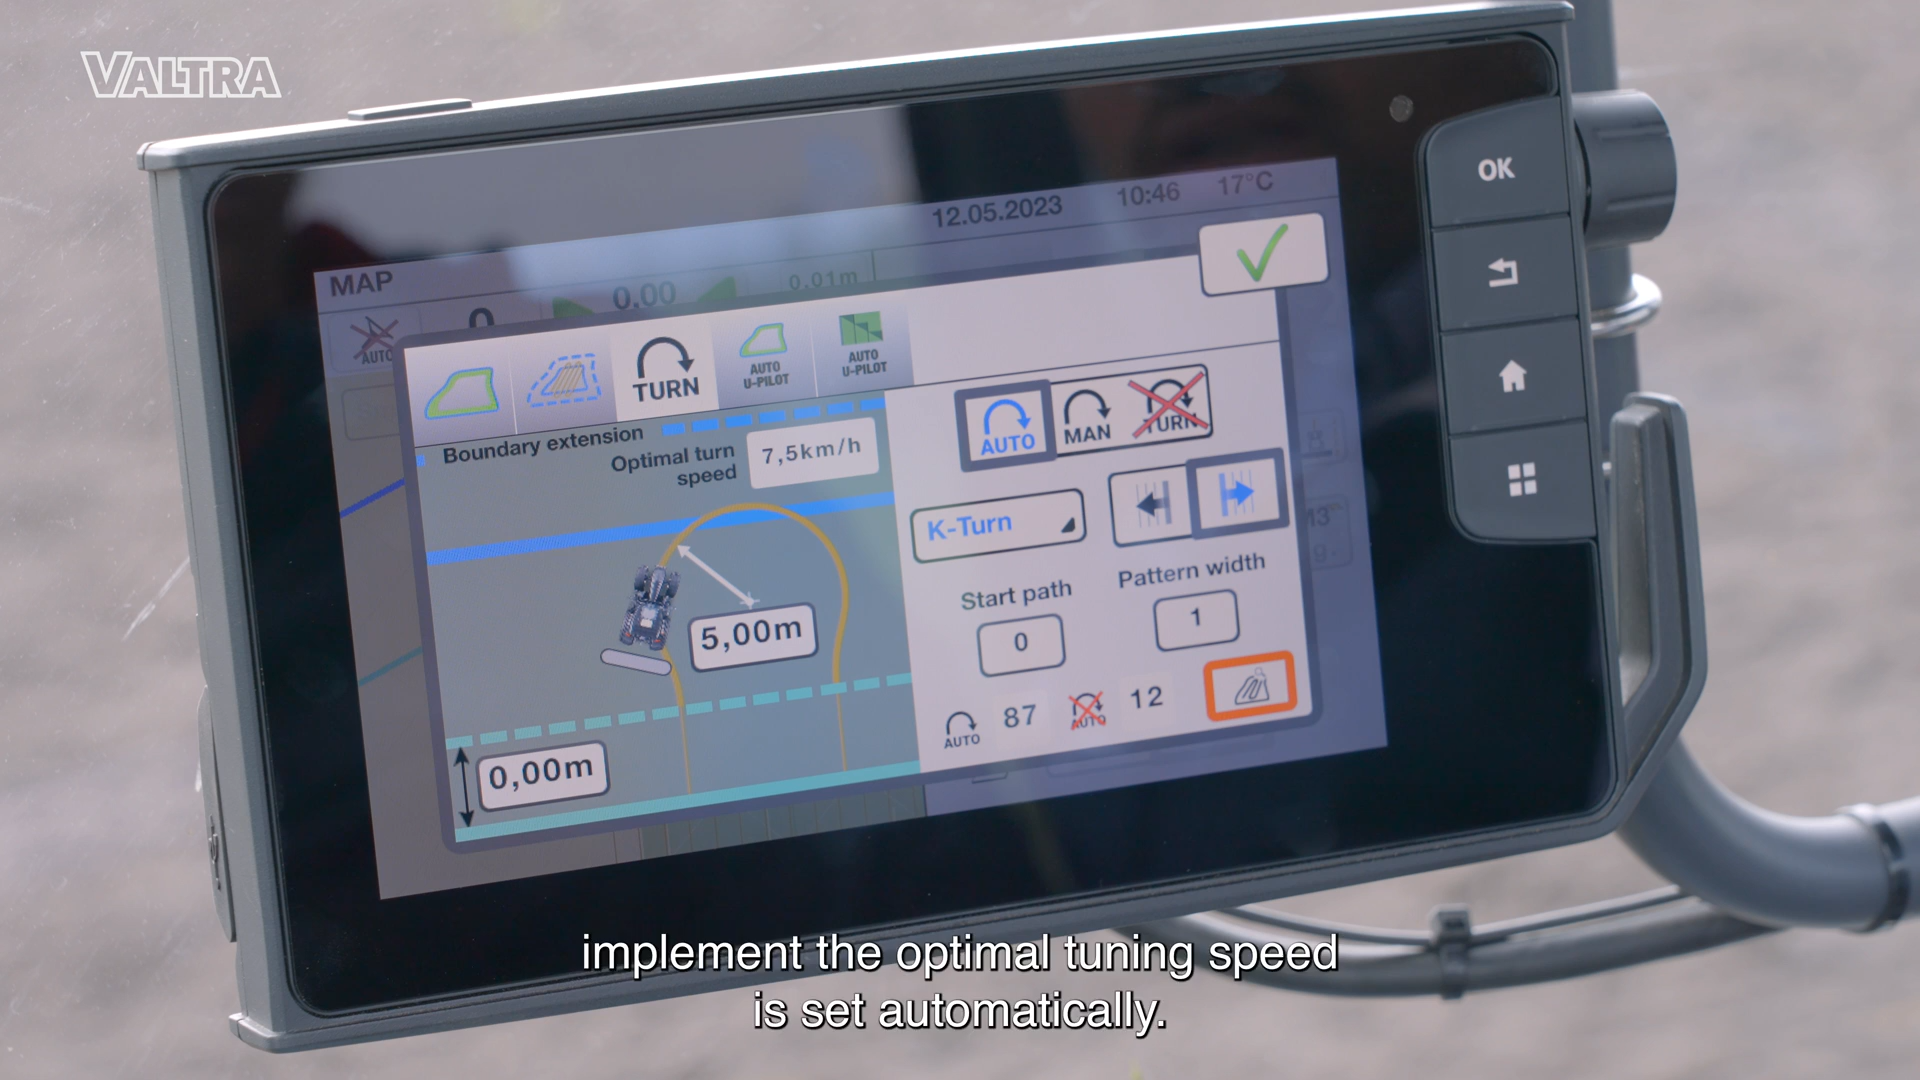 VALTRA
OK
12.05.2023 10:46 17°C
MAP
0 0.00 0.01m
AUTO
TURN
AUTO
U-PILOT
AUTO
U-PILOT
Boundary extension
Optimal turn
speed
7,5km/h
AUTO
MAN
TURN
K-Turn
5,00m
Start path
Pattern width
0
1
AUTO 87
AUTO 12
0,00m
implement the optimal tuning speed
is set automatically.